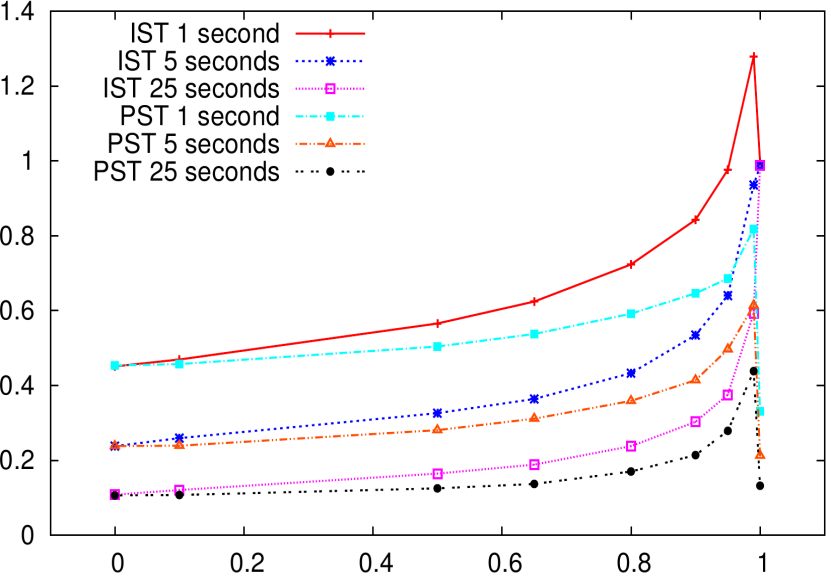 1.4
IST 1 second
IST 5 seconds
1.2
IST 25 seconds
PST 1 second
PST 5 seconds
1
PST 25 seconds
0.8
0.6
0.4
0.2
0
0 0.2 0.4 0.6 0.8 1